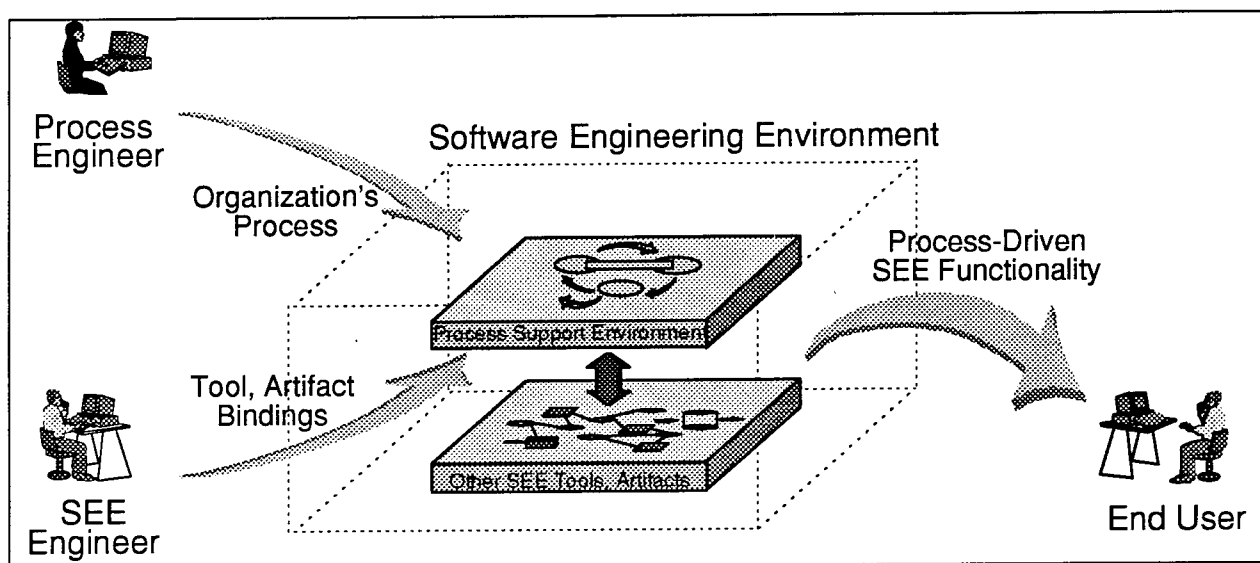 Process
Engineer
Software Engineering Environment
Organization's
Process
Process-Driven
SEE Functionality
Process Support Environment
Tool, Artifact
Bindings
Other SEE Tools, Artifacts
SEE
Engineer
End User